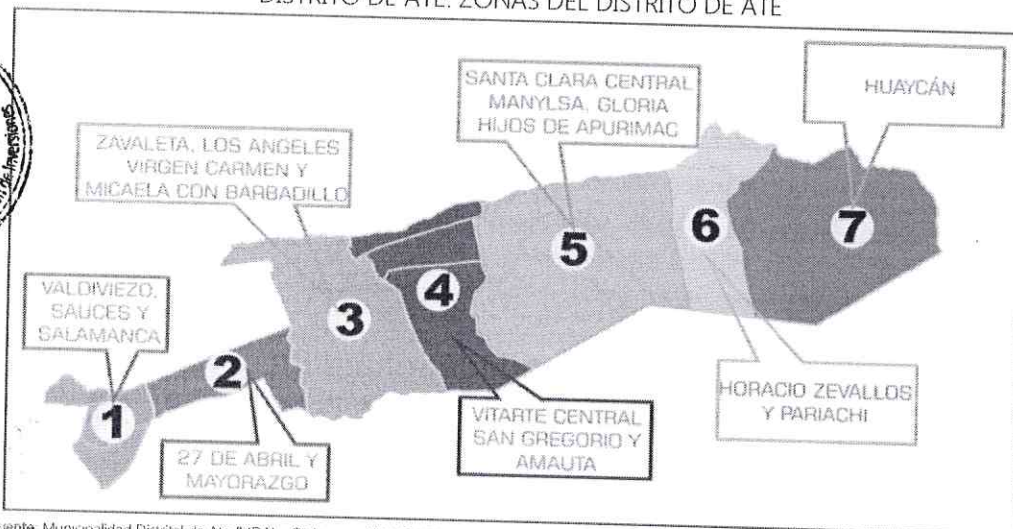 DISTRITO DE ATE: ZONAS DEL DISTRITO DE ATE
SANTA CLARA CENTRAL
MANYLSA, GLORIA
HIJOS DE APURIMAC
HUAYCÁN
ZAVALETA, LOS ANGELES
VIRGEN CARMEN Y
MICAELA CON BARBADILLO
VALDIVIEZO,
SAUCES Y
SALAMANCA
1
2
3
4
5
6
7
27 DE ABRIL Y
MAYORAZGO
VITARTE CENTRAL
SAN GREGORIO Y
AMAUTA
HORACIO ZEVALLOS
Y PARIACHI
Municipalidad Distrital de Ate